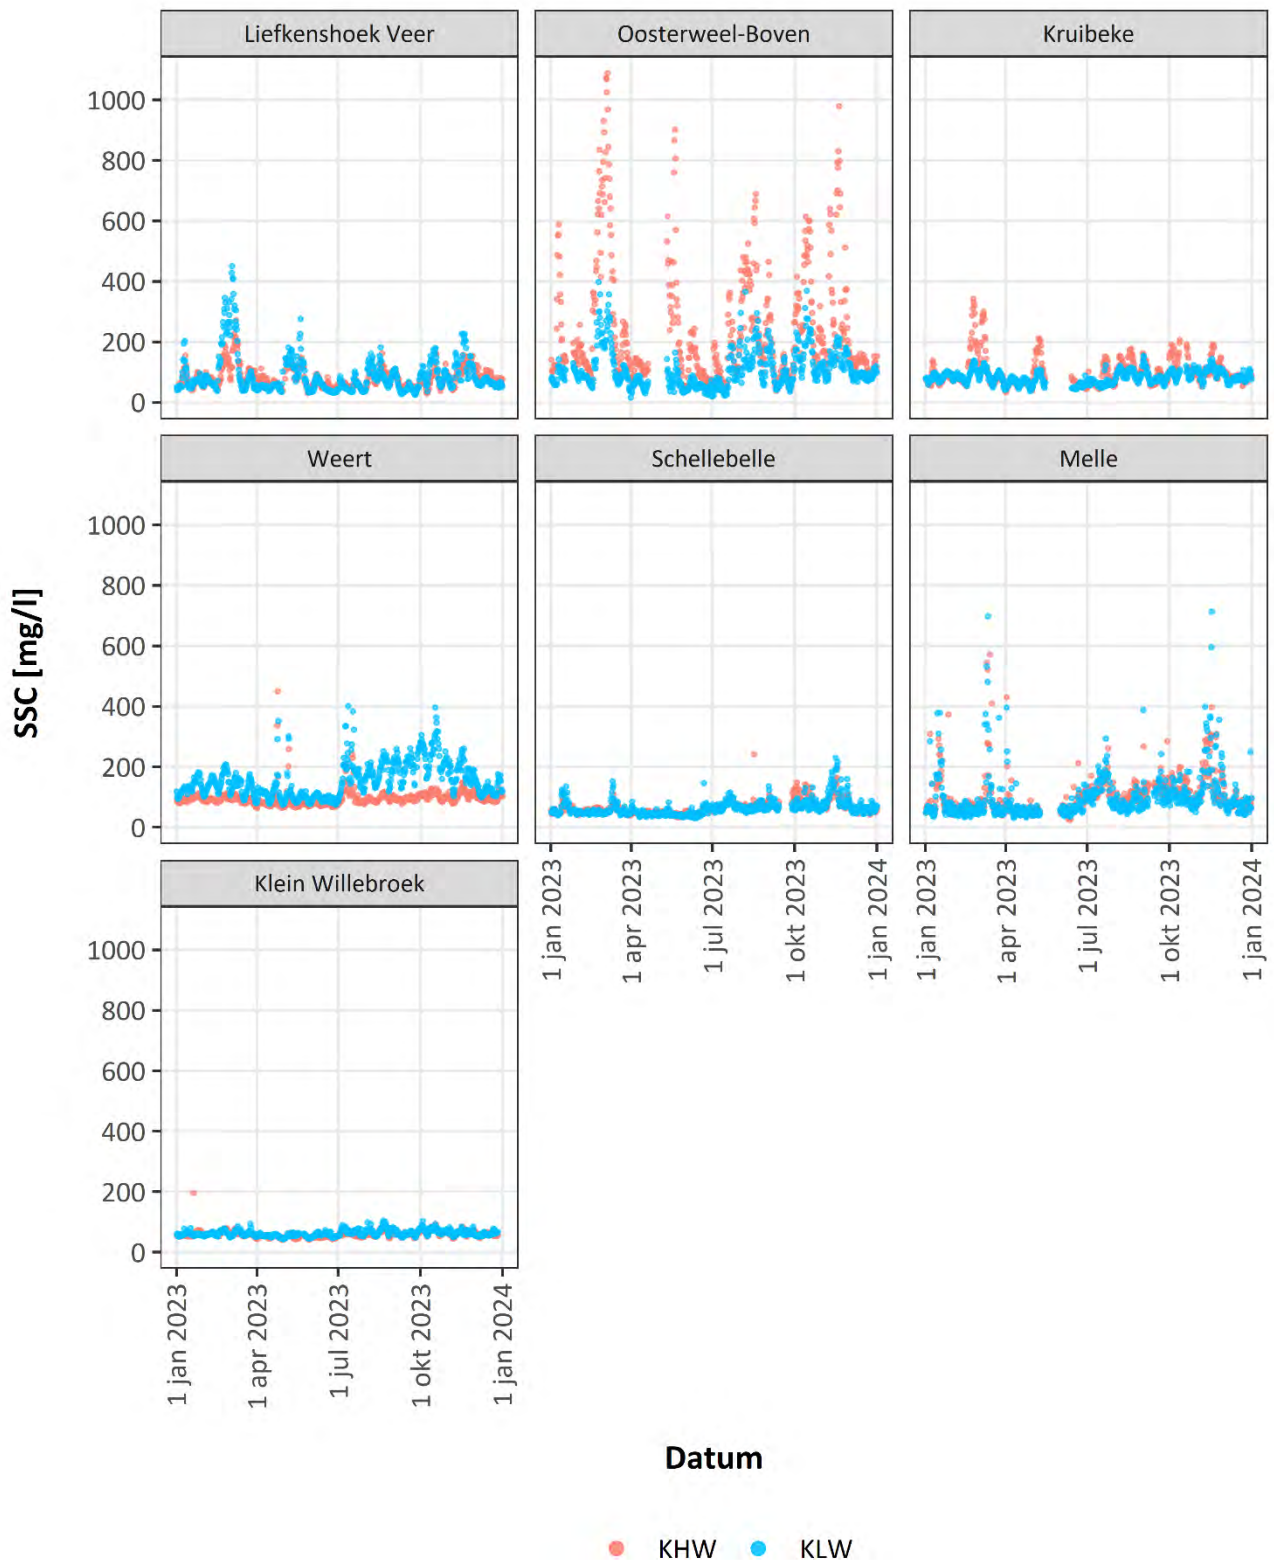 Liefkenshoek Veer
Oosterweel-Boven
Kruibeke
1000
800
600
400
200
0
Weert
Schellebelle
Melle
1000
800
600
400
200
0
SSC [mg/l]
1 jan 2023
1 apr 2023
1 jul 2023
1 okt 2023
1 jan 2024
1 jan 2023
1 apr 2023
1 jul 2023
1 okt 2023
1 jan 2024
Klein Willebroek
1000
800
600
400
200
0
1 jan 2023
1 apr 2023
1 jul 2023
1 okt 2023
1 jan 2024
Datum
KHW KLW